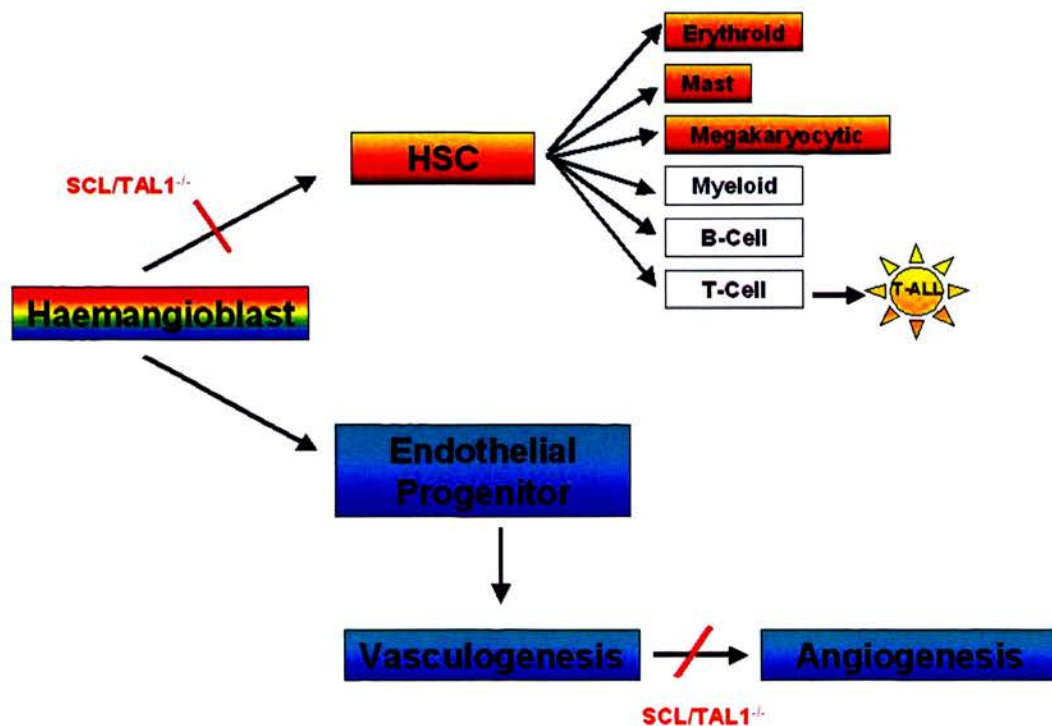 Erythroid
Mast
Megakaryocytic
HSC
Myeloid
SCL/TAL1-/-
B-Cell
T-Cell
T-ALL
Haemangioblast
Endothelial
Progenitor
Vasculogenesis
Angiogenesis
SCL/TAL1-/-